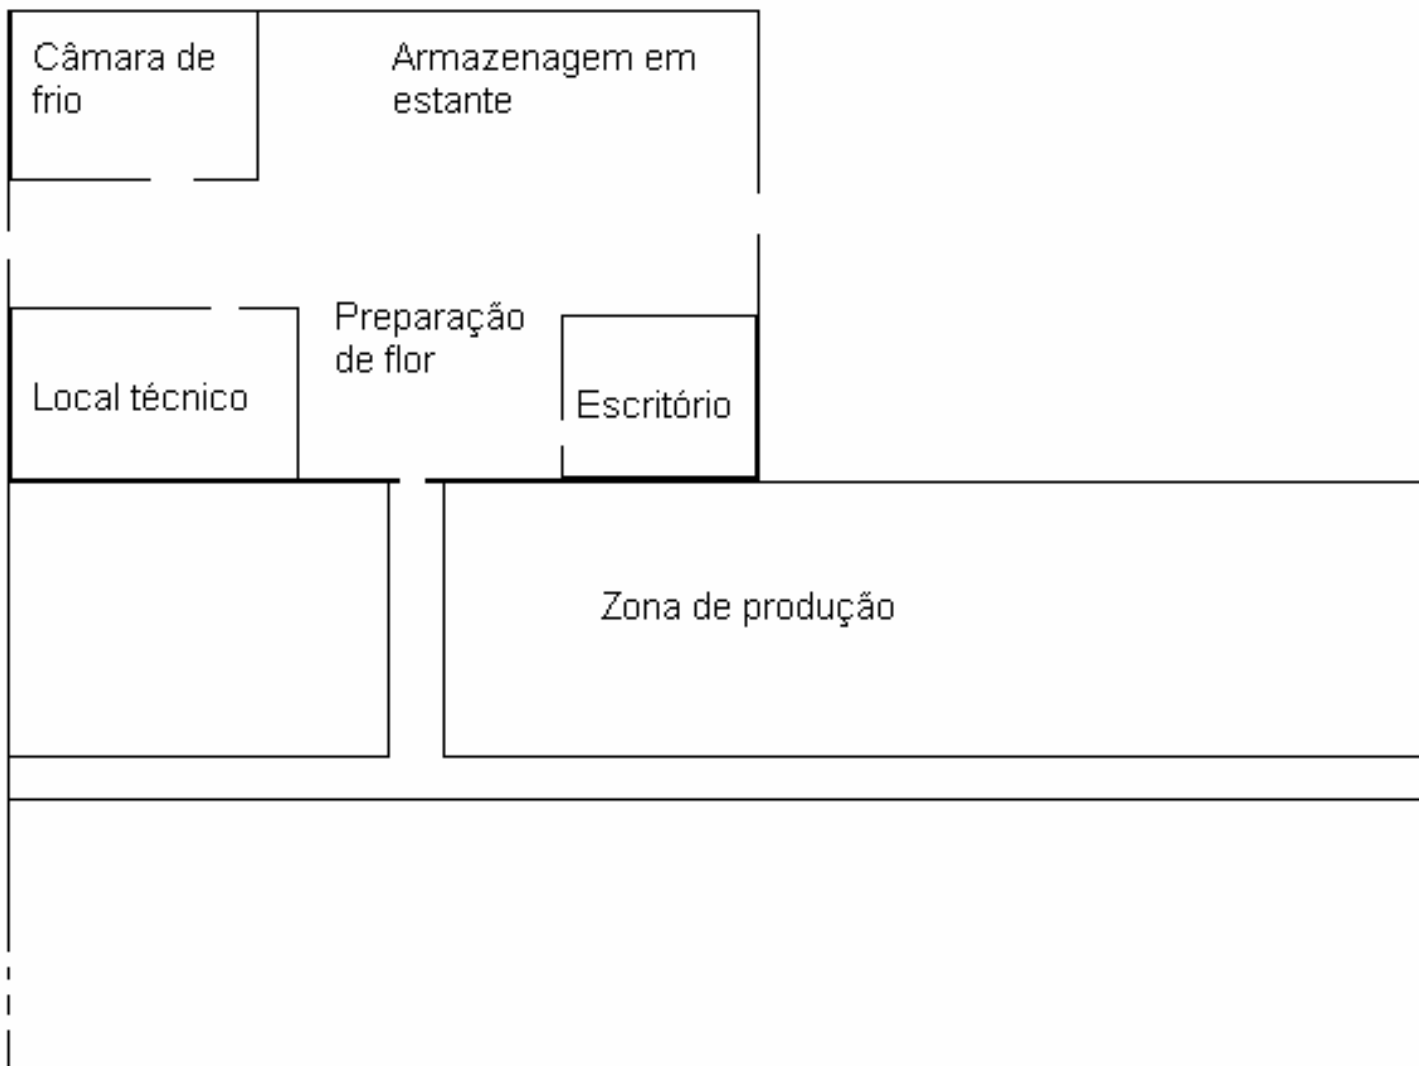 Câmara de
frio
Armazenagem em
estante
Preparação
de flor
Local técnico
Escritório
Zona de produção